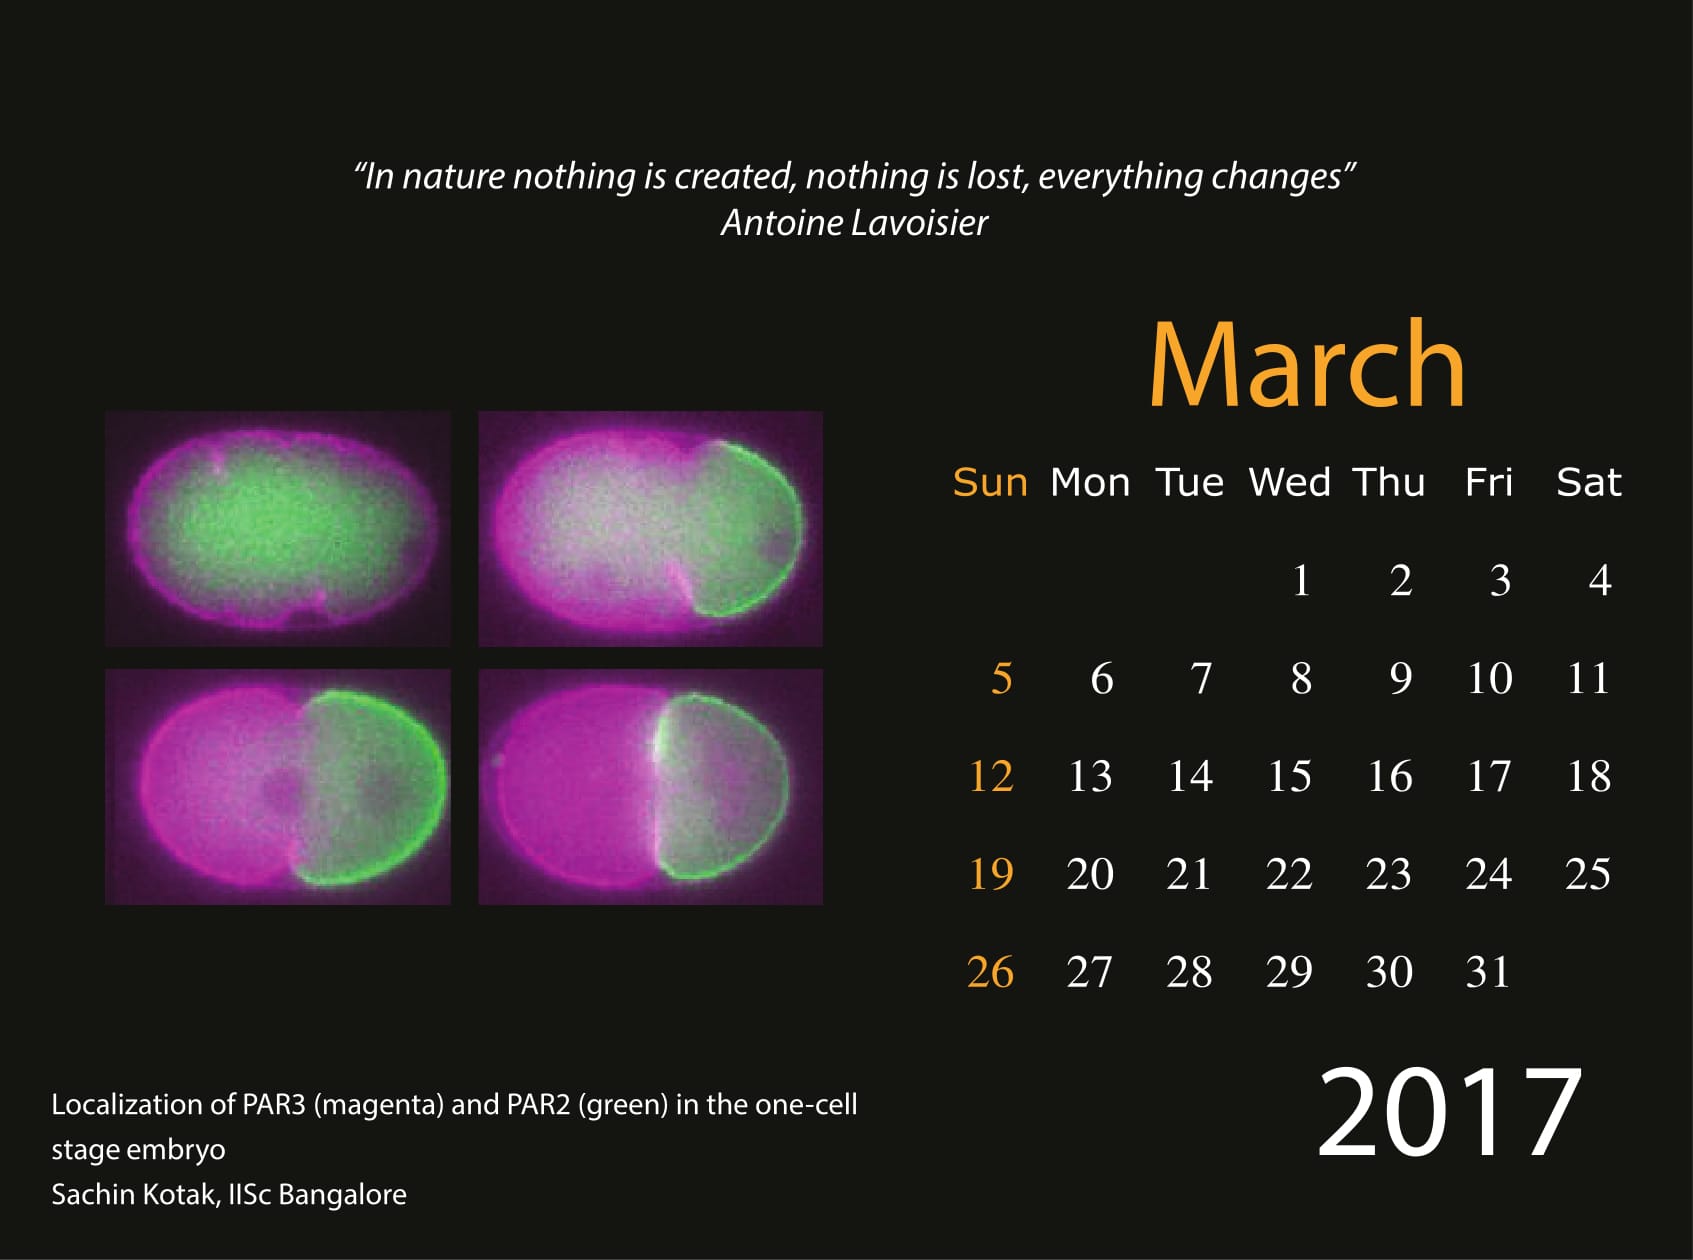 “In nature nothing is created, nothing is lost, everything changes”
Antoine Lavoisier
March
Sun Mon Tue Wed Thu Fri Sat
1 2 3 4
5 6 7 8 9 10 11
12 13 14 15 16 17 18
19 20 21 22 23 24 25
26 27 28 29 30 31
2017
Localization of PAR3 (magenta) and PAR2 (green) in the one-cell
stage embryo
Sachin Kotak, IISc Bangalore